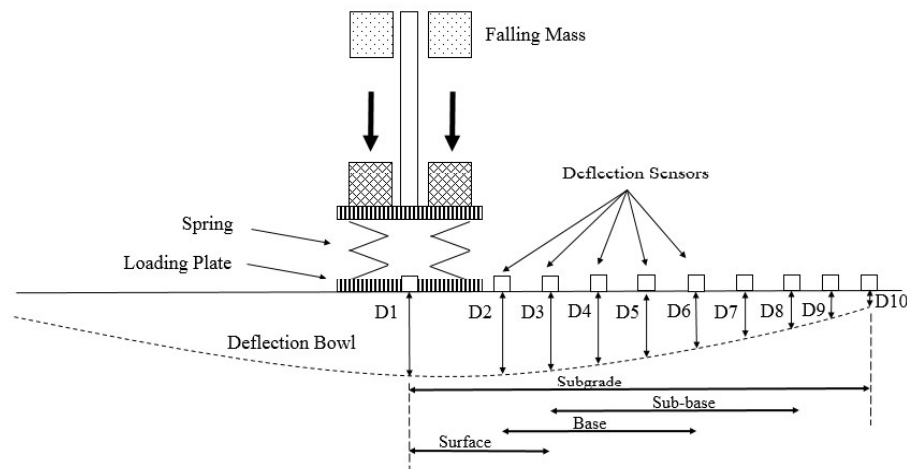 Falling Mass
Deflection Sensors
Spring
Loading Plate
D1 D2 D3 D4 D5 D6 D7 D8 D9 D10
Deflection Bowl
Subgrade
Sub-base
Base
Surface